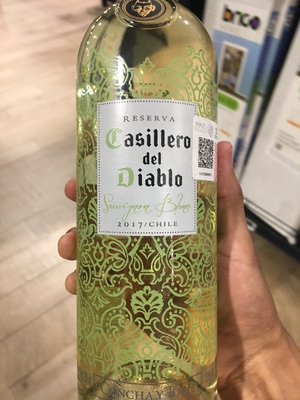 RESERVA
Casillero
del
Diablo
Sauvignon Blanc
2017/CHILE